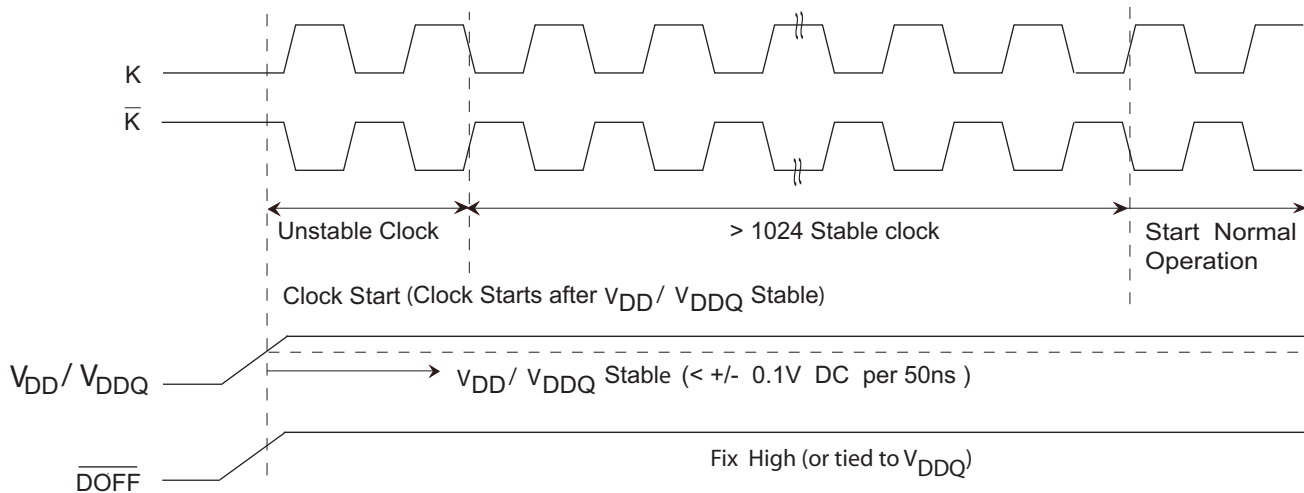 K
K̅
Unstable Clock
> 1024 Stable clock
Start Normal
Operation
Clock Start (Clock Starts after VDD / VDDQ Stable)
VDD / VDDQ
VDD / VDDQ Stable (< +/- 0.1V DC per 50ns )
Fix High (or tied to VDDQ)
D̅O̅F̅F̅